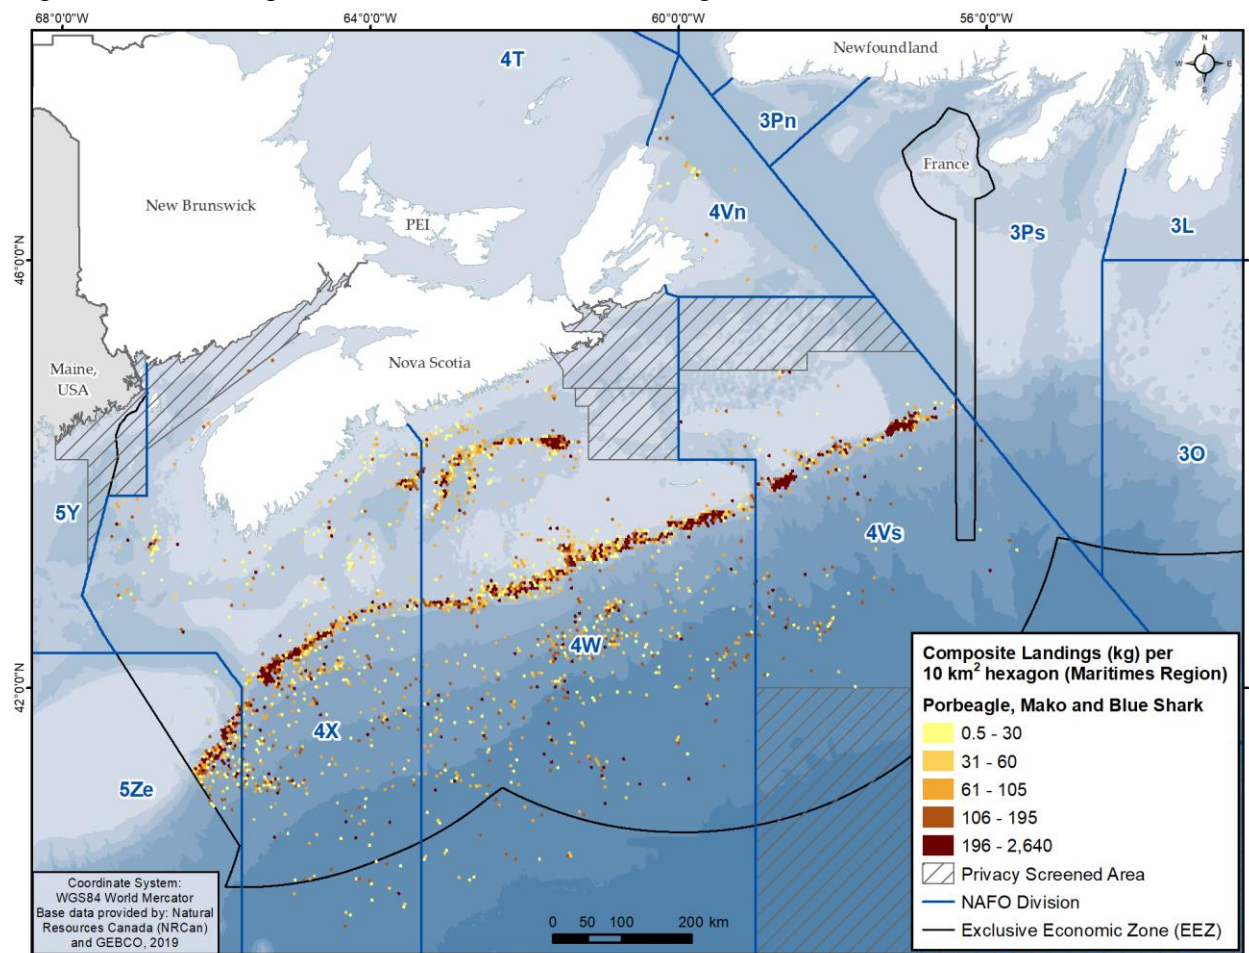 68°0'0"W
64°0'0"W
60°0'0"W
56°0'0"W
4T
Newfoundland
N
W E
S
3Pn
France
New Brunswick
PEI
4Vn
3Ps
3L
46°0'0"N
Maine,
USA
Nova Scotia
3O
5Y
4Vs
4W
42°0'0"N
4X
5Ze
Composite Landings (kg) per
10 km² hexagon (Maritimes Region)
Porbeagle, Mako and Blue Shark
0.5 - 30
31 - 60
61 - 105
106 - 195
196 - 2,640
Privacy Screened Area
NAFO Division
Exclusive Economic Zone (EEZ)
Coordinate System:
WGS84 World Mercator
Base data provided by: Natural
Resources Canada (NRCan)
and GEBCO, 2019
0 50 100 200 km